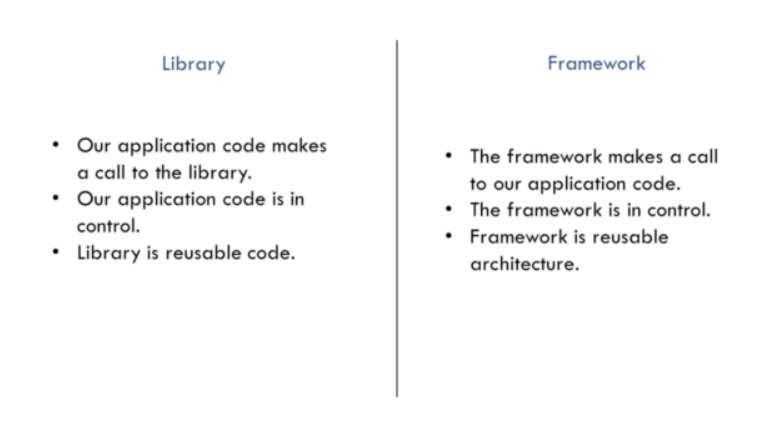 Library
• Our application code makes
a call to the library.
• Our application code is in
control.
• Library is reusable code.
Framework
• The framework makes a call
to our application code.
• The framework is in control.
• Framework is reusable
architecture.